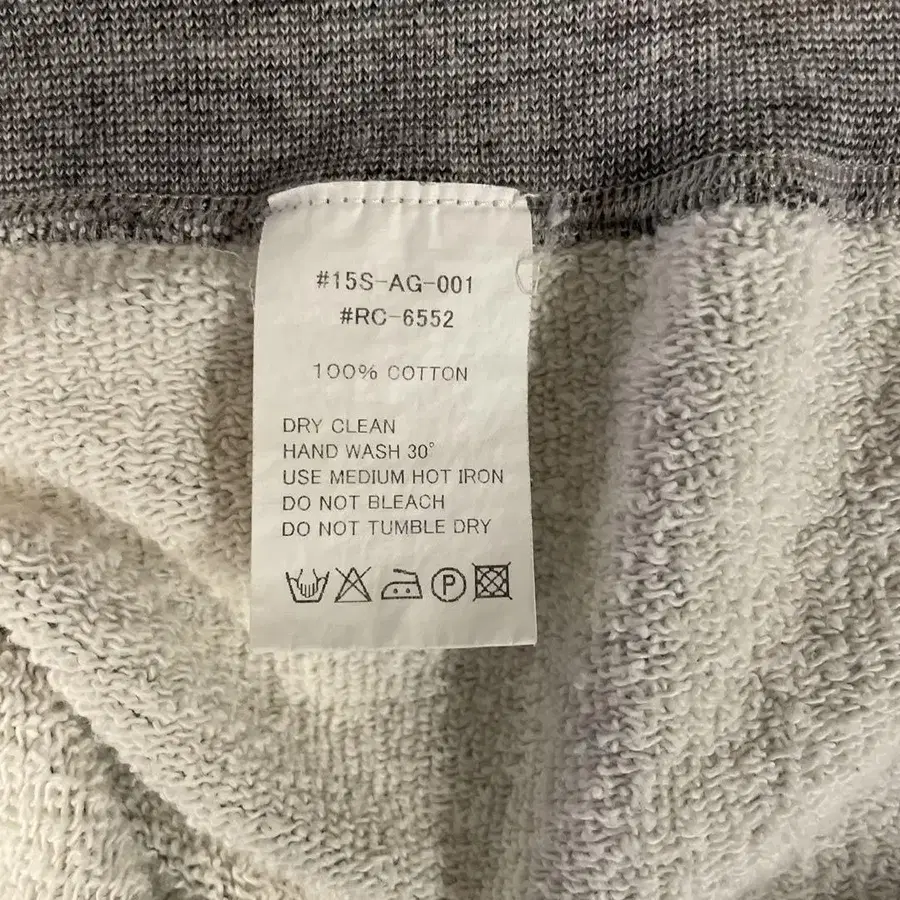 #15S-AG-001
#RC-6552
100% COTTON
DRY CLEAN
HAND WASH 30°
USE MEDIUM HOT IRON
DO NOT BLEACH
DO NOT TUMBLE DRY
P